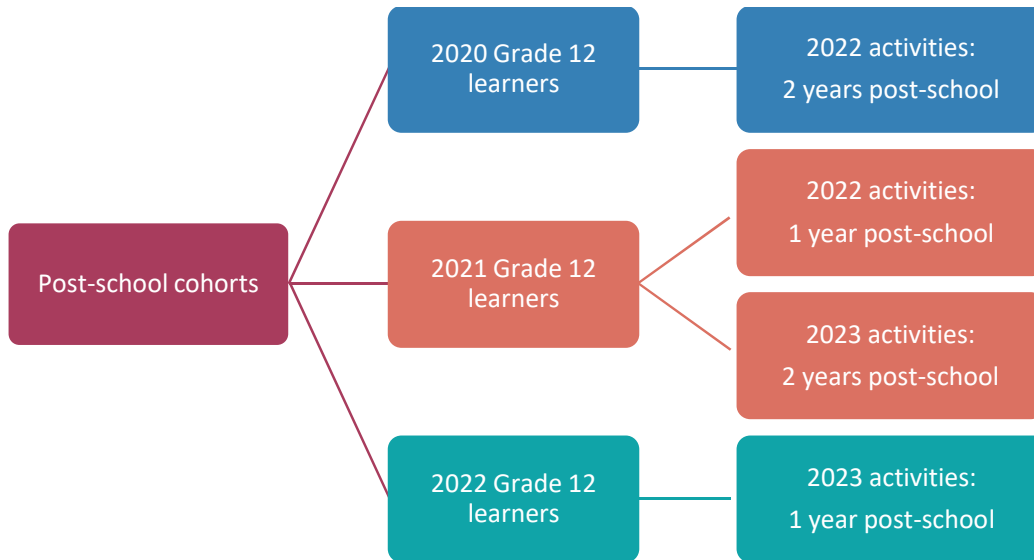 Post-school cohorts
2020 Grade 12
learners
2022 activities:
2 years post-school
2021 Grade 12
learners
2022 activities:
1 year post-school
2023 activities:
2 years post-school
2022 Grade 12
learners
2023 activities:
1 year post-school